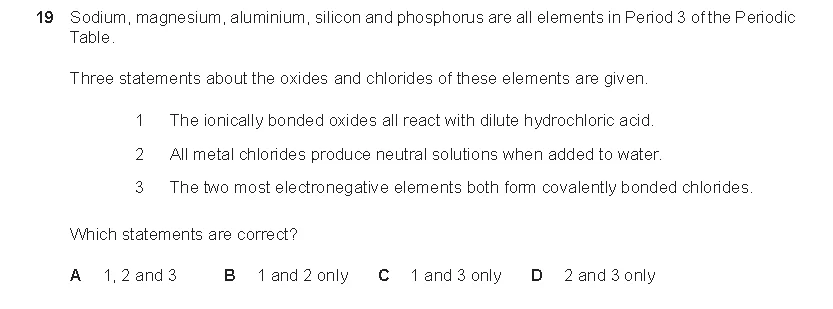 19 Sodium, magnesium, aluminium, silicon and phosphorus are all elements in Period 3 of the Periodic
Table.
Three statements about the oxides and chlorides of these elements are given.
1 The ionically bonded oxides all react with dilute hydrochloric acid.
2 All metal chlorides produce neutral solutions when added to water.
3 The two most electronegative elements both form covalently bonded chlorides.
Which statements are correct?
A 1, 2 and 3 B 1 and 2 only C 1 and 3 only D 2 and 3 only